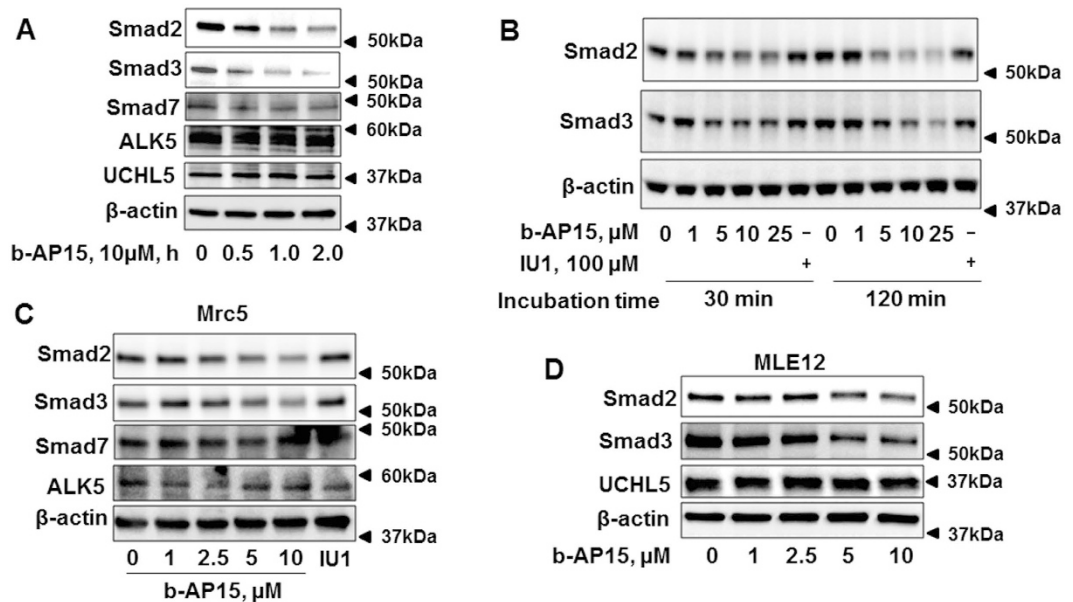 A
Smad2
50kDa
Smad3
50kDa
Smad7
50kDa
ALK5
60kDa
UCHL5
37kDa
β-actin
37kDa
b-AP15, 10μM, h 0 0.5 1.0 2.0
B
Smad2
50kDa
Smad3
50kDa
β-actin
37kDa
b-AP15, μM 0 1 5 10 25 – 0 1 5 10 25 –
IU1, 100 μM + +
Incubation time 30 min 120 min
C
Mrc5
Smad2
50kDa
Smad3
50kDa
Smad7
50kDa
ALK5
60kDa
β-actin
37kDa
0 1 2.5 5 10 IU1
b-AP15, μM
D
MLE12
Smad2
50kDa
Smad3
50kDa
UCHL5
37kDa
β-actin
37kDa
b-AP15, μM 0 1 2.5 5 10